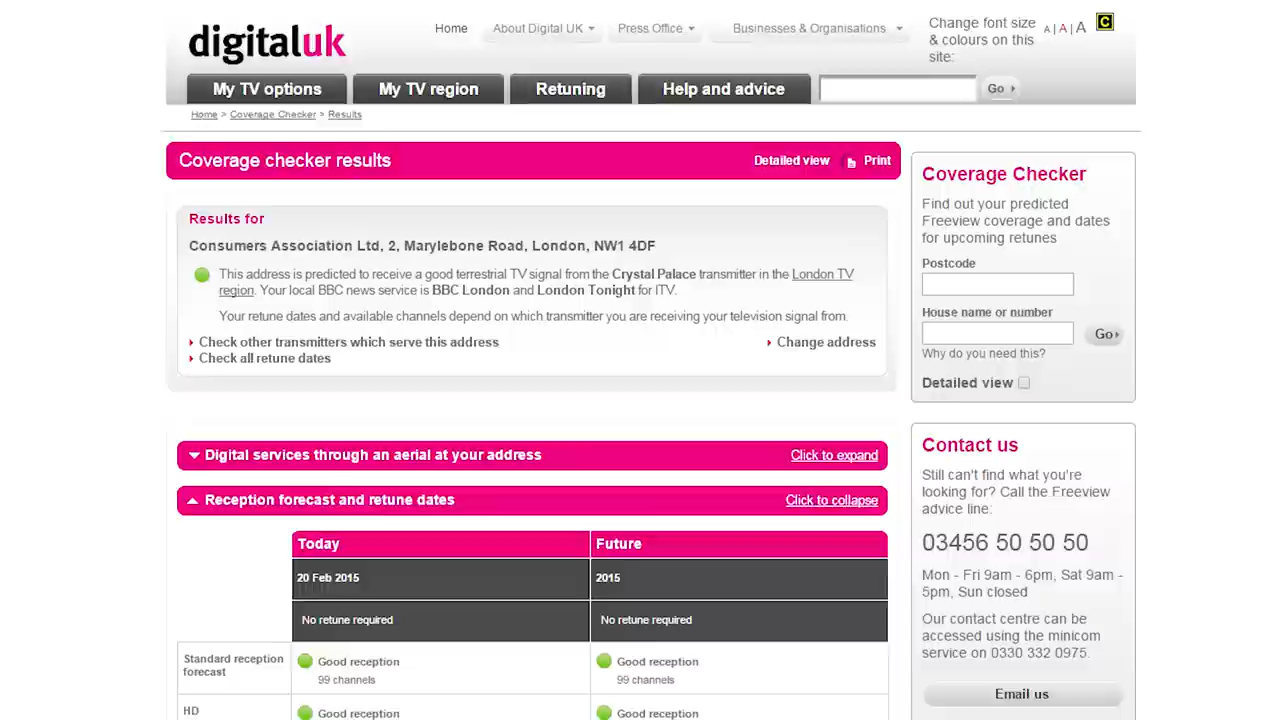 digitaluk
Home
About Digital UK
Press Office
Businesses & Organisations
Change font size
& colours on this
site:
A | A | A
C
My TV options
My TV region
Retuning
Help and advice
Go
Home > Coverage Checker > Results
Coverage checker results
Detailed view
Print
Results for
Consumers Association Ltd, 2, Marylebone Road, London, NW1 4DF
This address is predicted to receive a good terrestrial TV signal from the Crystal Palace transmitter in the London TV
region. Your local BBC news service is BBC London and London Tonight for ITV.
Your retune dates and available channels depend on which transmitter you are receiving your television signal from.
Check other transmitters which serve this address
Change address
Check all retune dates
Digital services through an aerial at your address
Click to expand
Reception forecast and retune dates
Click to collapse
Today
Future
20 Feb 2015
2015
No retune required
No retune required
Standard reception
forecast
Good reception
99 channels
Good reception
99 channels
HD
Good reception
Good reception
Coverage Checker
Find out your predicted
Freeview coverage and dates
for upcoming retunes
Postcode
House name or number
Go
Why do you need this?
Detailed view
Contact us
Still can't find what you're
looking for? Call the Freeview
advice line:
03456 50 50 50
Mon - Fri 9am - 6pm, Sat 9am -
5pm, Sun closed
Our contact centre can be
accessed using the minicom
service on 0330 332 0975.
Email us